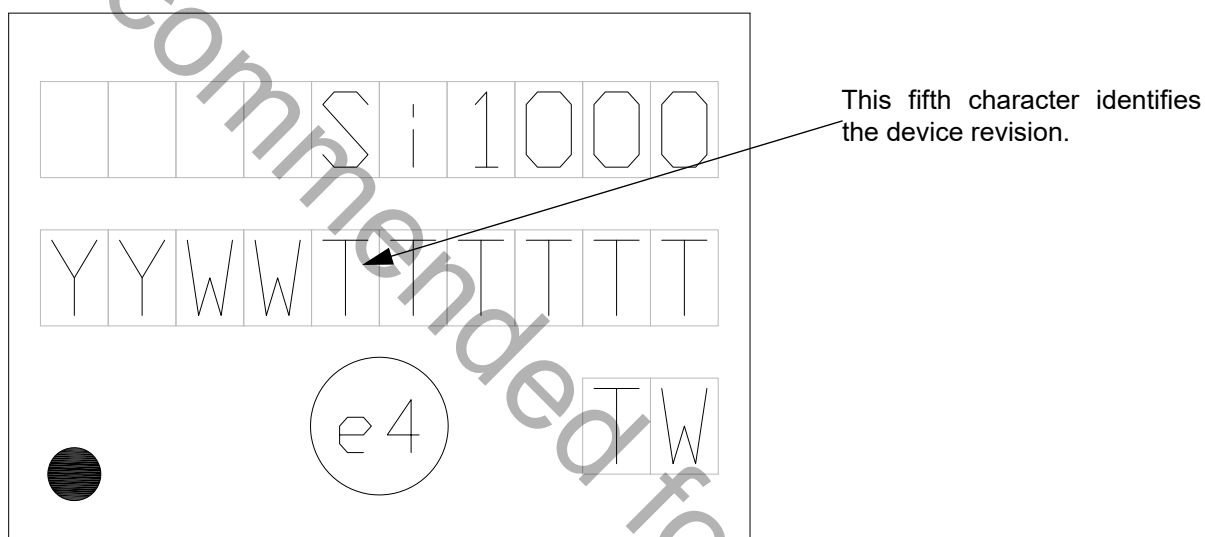 Si1000
This fifth character identifies
the device revision.
YYWWTTTTTT
e4
TW
commended fo